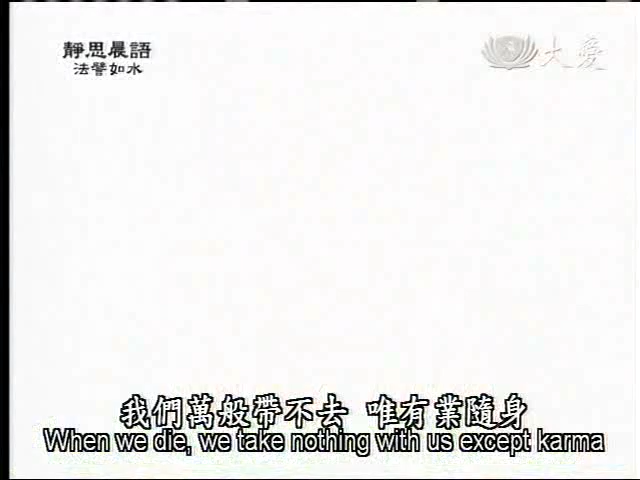 靜思晨語
法譬如水
大愛
我們萬般帶不去 唯有業隨身
When we die, we take nothing with us except karma